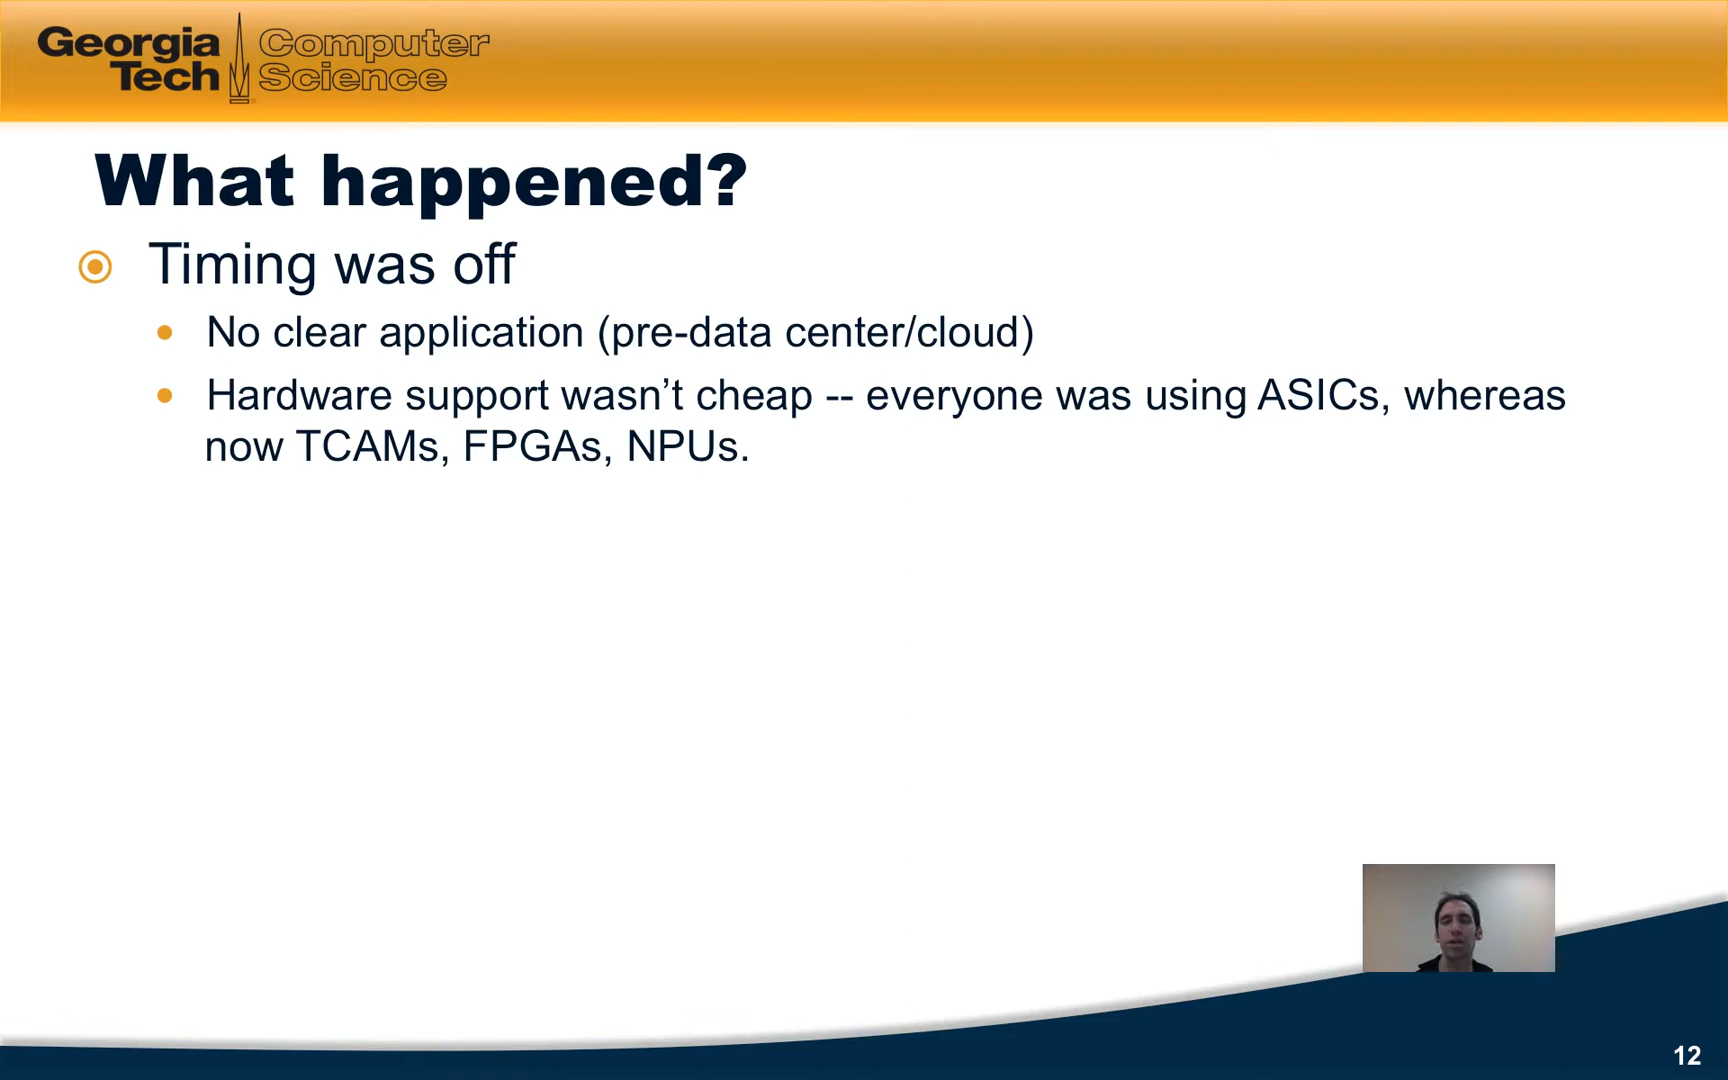 Georgia Tech Computer Science
What happened?
Timing was off
No clear application (pre-data center/cloud)
Hardware support wasn’t cheap -- everyone was using ASICs, whereas
now TCAMs, FPGAs, NPUs.
12